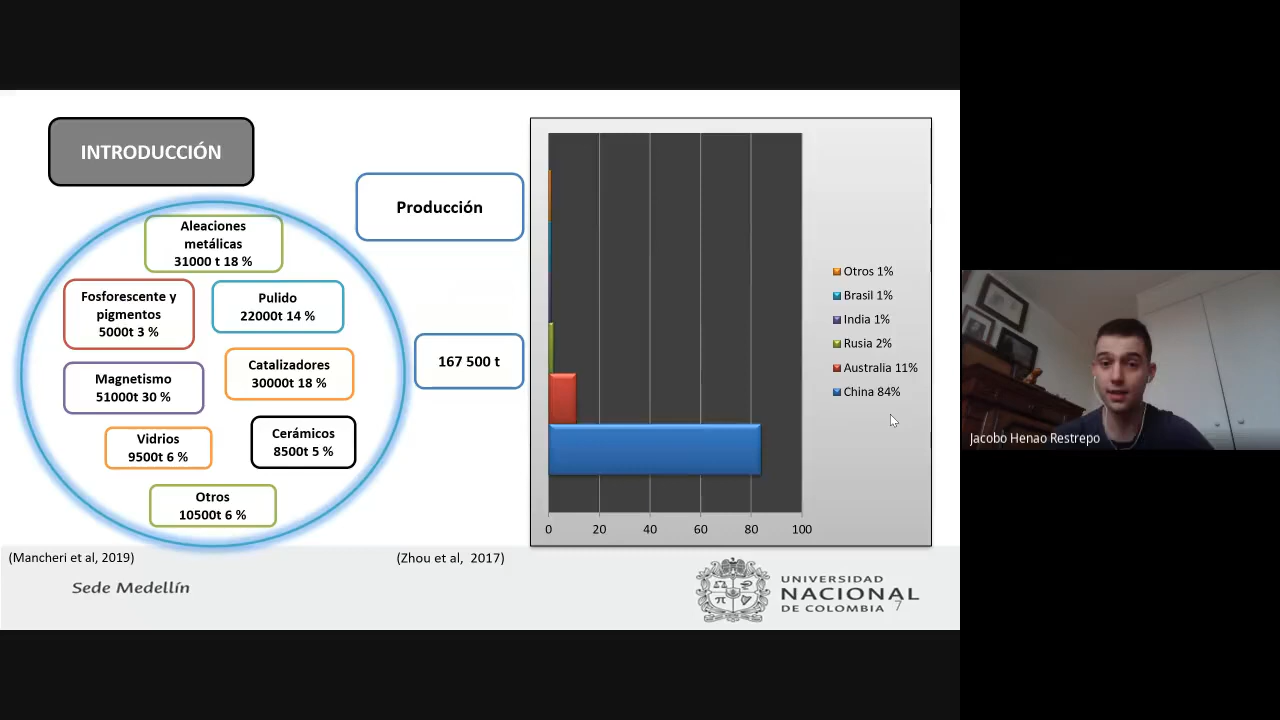 INTRODUCCIÓN
Aleaciones
metálicas
31000 t 18 %
Fosforescente y
pigmentos
5000t 3 %
Pulido
22000t 14 %
Magnetismo
51000t 30 %
Catalizadores
30000t 18 %
Vidrios
9500t 6 %
Cerámicos
8500t 5 %
Otros
10500t 6 %
(Mancheri et al, 2019)
Producción
167 500 t
(Zhou et al, 2017)
Otros 1%
Brasil 1%
India 1%
Rusia 2%
Australia 11%
China 84%
0 20 40 60 80 100
Sede Medellín
UNIVERSIDAD
NACIONAL
DE COLOMBIA 7
Jacobo Henao Restrepo